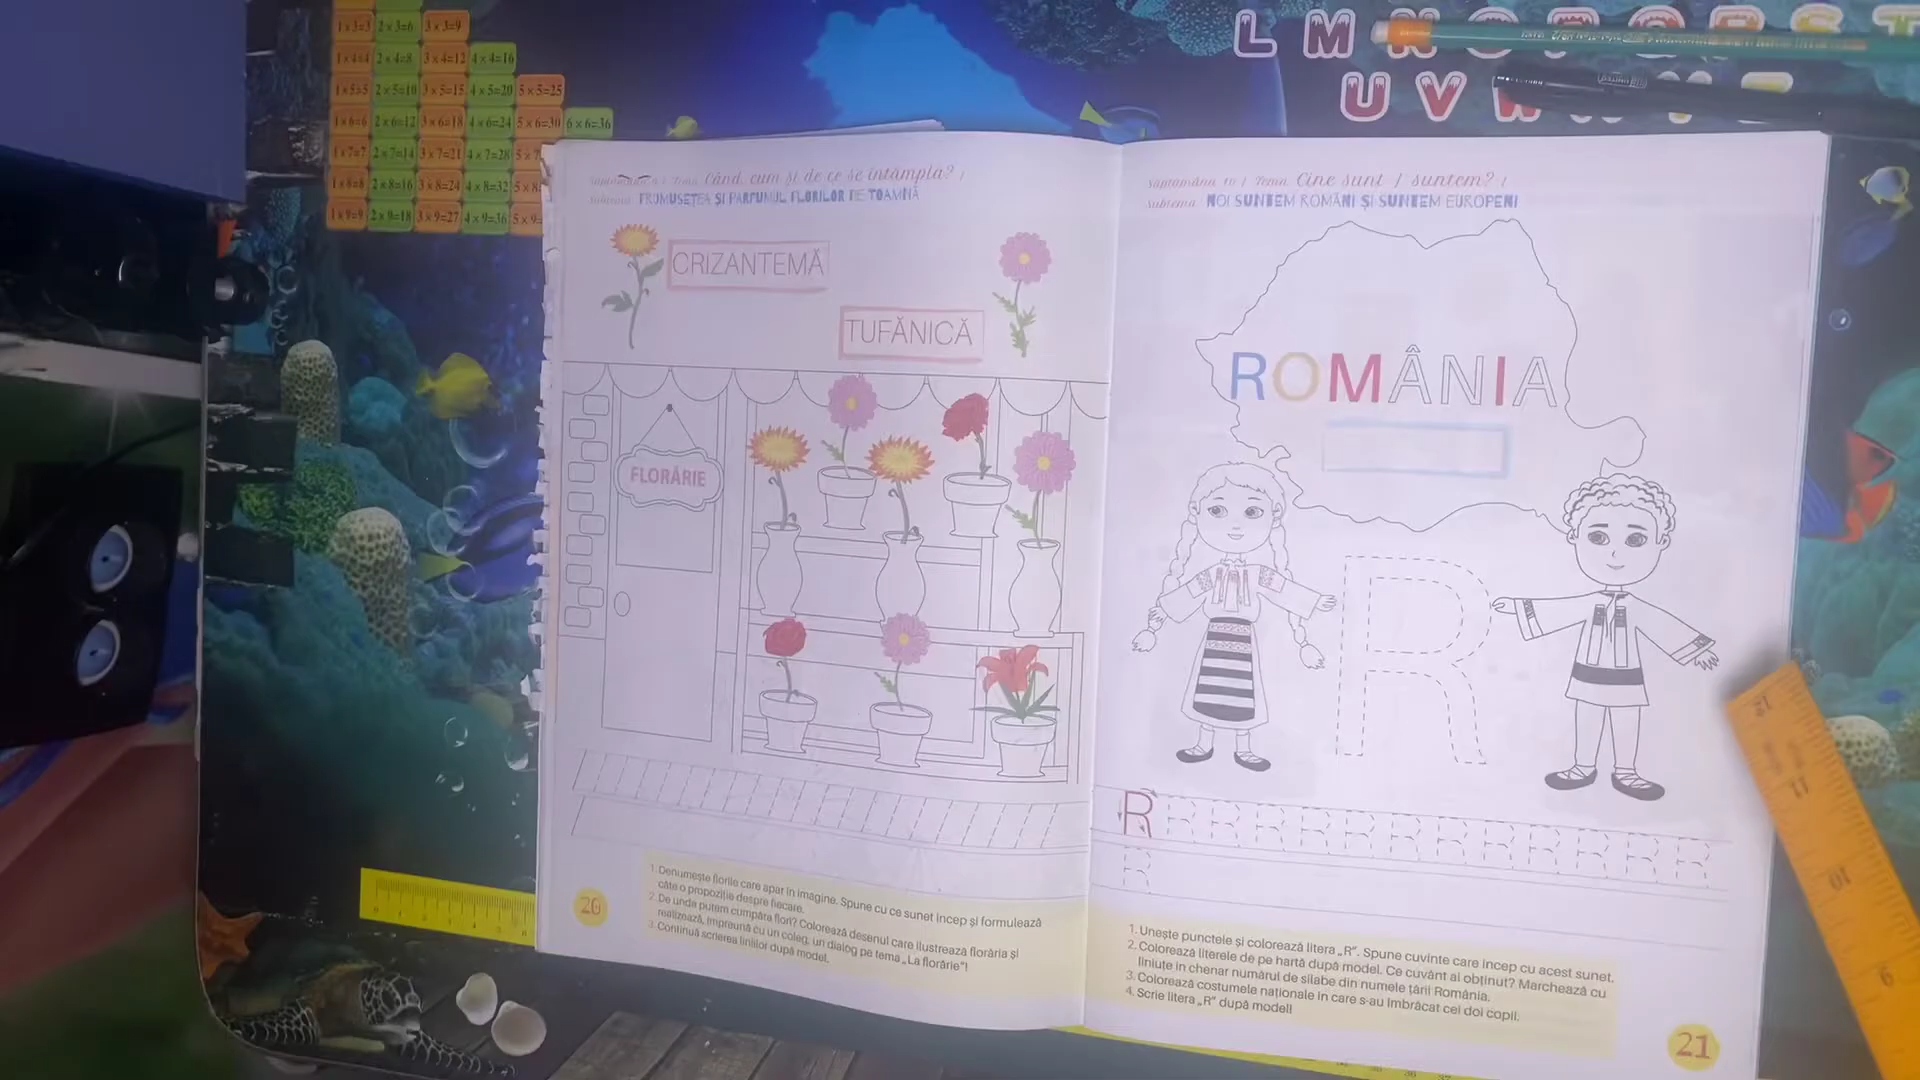 1×3=3 2×3=6 3×3=9
1×4=4 2×4=8 3×4=12 4×4=16
1×5=5 2×5=10 3×5=15 4×5=20 5×5=25
1×6=6 2×6=12 3×6=18 4×6=24 5×6=30 6×6=36
1×7=7 2×7=14 3×7=21 4×7=28 5×7
1×8=8 2×8=16 3×8=24 4×8=32 5×8
1×9=9 2×9=18 3×9=27 4×9=36 5×9=
L M N
U V W
Când, cum și de ce se întâmplă? /
Subtema: FRUMUSEȚEA ȘI PARFUMUL FLORILOR DE TOAMNĂ
CRIZANTEMĂ
TUFĂNICĂ
FLORĂRIE
1. Denumește florile care apar în imagine. Spune cu ce sunet încep și formulează
câte o propoziție despre fiecare.
2. De unde putem cumpăra flori? Colorează desenul care ilustrează florăria și
realizează, împreună cu un coleg, un dialog pe tema „La florărie”!
3. Continuă scrierea liniilor după model.
20
Săptămâna 10 / Tema: Cine sunt / suntem? /
Subtema: NOI SUNTEM ROMÂNI ȘI SUNTEM EUROPENI
ROMÂNIA
R
R R R R R R R R R R R R R
R
1. Unește punctele și colorează litera „R”. Spune cuvinte care încep cu acest sunet.
2. Colorează literele de pe hartă după model. Ce cuvânt ai obținut? Marchează cu
liniuțe în chenar numărul de silabe din numele țării România.
3. Colorează costumele naționale în care s-au îmbrăcat cei doi copii.
4. Scrie litera „R” după model!
21
12
11
10
9